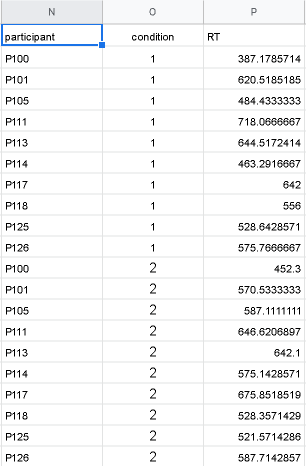 N O P
participant condition RT
P100 1 387.1785714
P101 1 620.5185185
P105 1 484.4333333
P111 1 718.0666667
P113 1 644.5172414
P114 1 463.2916667
P117 1 642
P118 1 556
P125 1 528.6428571
P126 1 575.7666667
P100 2 452.3
P101 2 570.5333333
P105 2 587.1111111
P111 2 646.6206897
P113 2 642.1
P114 2 575.1428571
P117 2 675.8518519
P118 2 528.3571429
P125 2 521.5714286
P126 2 587.7142857